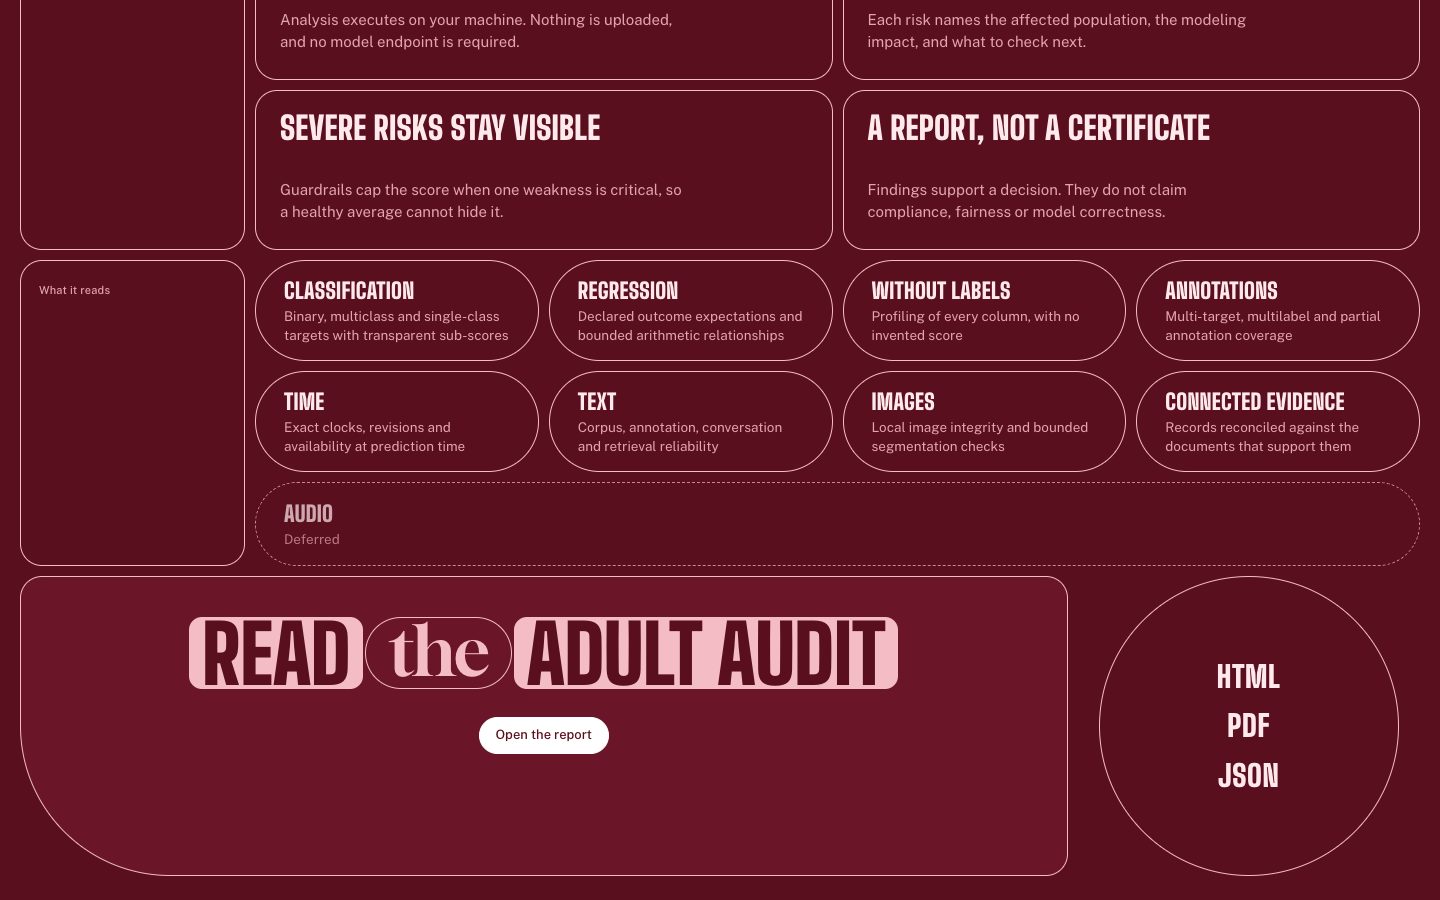 Analysis executes on your machine. Nothing is uploaded,
and no model endpoint is required.
Each risk names the affected population, the modeling
impact, and what to check next.
SEVERE RISKS STAY VISIBLE
Guardrails cap the score when one weakness is critical, so
a healthy average cannot hide it.
A REPORT, NOT A CERTIFICATE
Findings support a decision. They do not claim
compliance, fairness or model correctness.
What it reads
CLASSIFICATION
Binary, multiclass and single-class
targets with transparent sub-scores
REGRESSION
Declared outcome expectations and
bounded arithmetic relationships
WITHOUT LABELS
Profiling of every column, with no
invented score
ANNOTATIONS
Multi-target, multilabel and partial
annotation coverage
TIME
Exact clocks, revisions and
availability at prediction time
TEXT
Corpus, annotation, conversation
and retrieval reliability
IMAGES
Local image integrity and bounded
segmentation checks
CONNECTED EVIDENCE
Records reconciled against the
documents that support them
AUDIO
Deferred
READ the ADULT AUDIT
Open the report
HTML
PDF
JSON